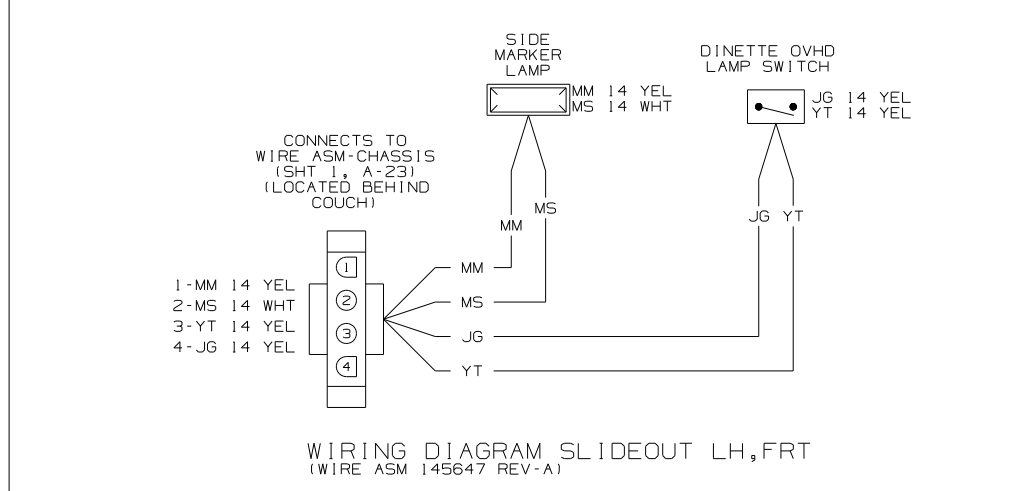 SIDE
MARKER
LAMP
MM 14 YEL
MS 14 WHT
DINETTE OVHD
LAMP SWITCH
JG 14 YEL
YT 14 YEL
CONNECTS TO
WIRE ASM-CHASSIS
(SHT 1, A-23)
(LOCATED BEHIND
COUCH)
MS
MM
JG YT
1-MM 14 YEL
2-MS 14 WHT
3-YT 14 YEL
4-JG 14 YEL
1
2
3
4
MM
MS
JG
YT
WIRING DIAGRAM SLIDEOUT LH,FRT
(WIRE ASM 145647 REV-A)